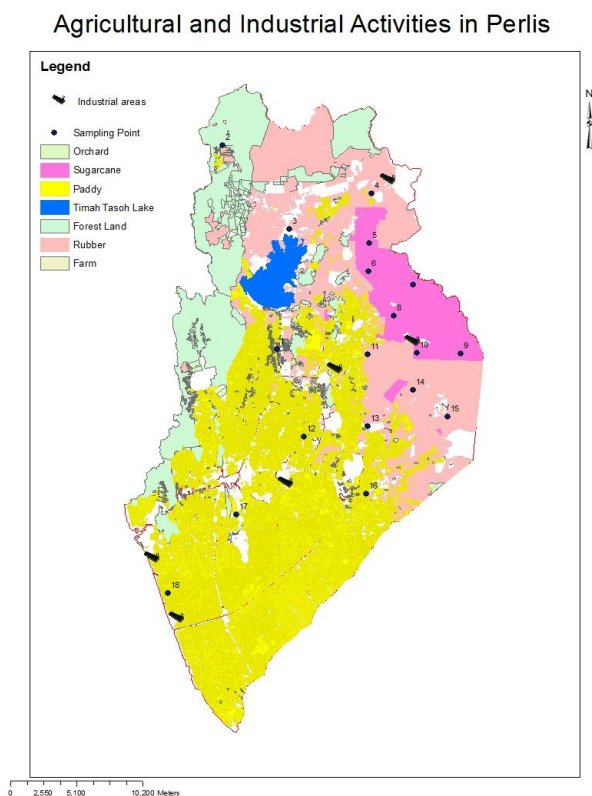 Agricultural and Industrial Activities in Perlis
Legend
Industrial areas
Sampling Point
Orchard
Sugarcane
Paddy
Timah Tasoh Lake
Forest Land
Rubber
Farm
N
2
4
3
5
6
7
8
11
10
9
14
15
13
12
16
17
18
0 2,550 5,100 10,200 Meters